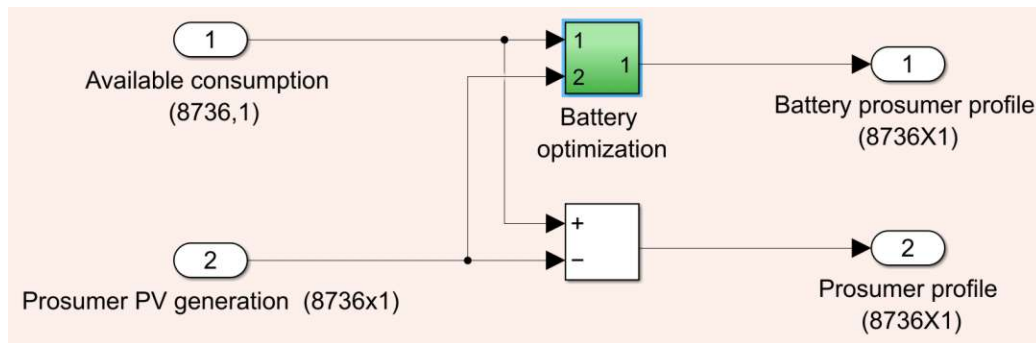 1
Available consumption
(8736,1)
1
2
1
Battery
optimization
1
Battery prosumer profile
(8736X1)
2
Prosumer PV generation (8736x1)
+
−
2
Prosumer profile
(8736X1)